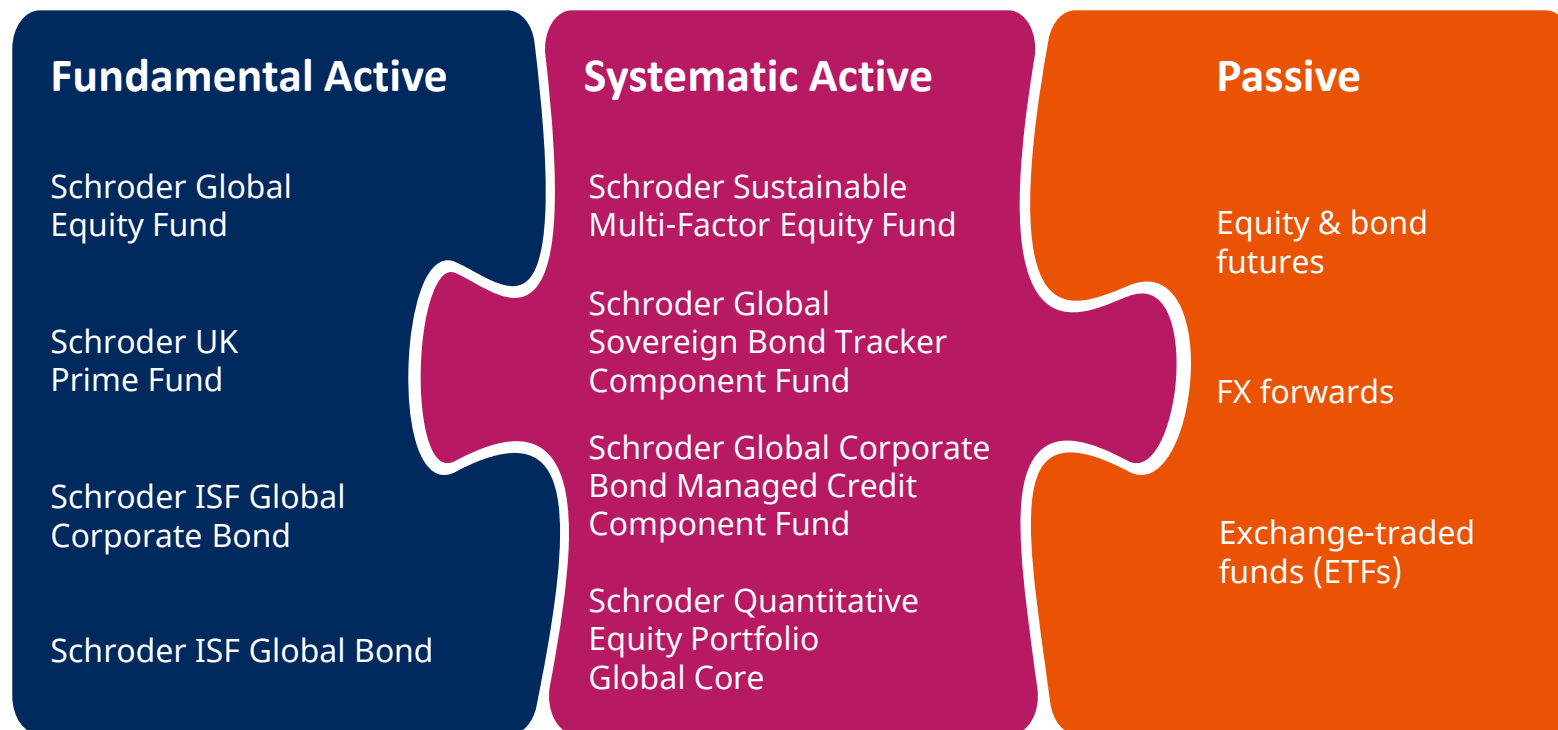 Fundamental Active
Schroder Global
Equity Fund
Schroder UK
Prime Fund
Schroder ISF Global
Corporate Bond
Schroder ISF Global Bond
Systematic Active
Schroder Sustainable
Multi-Factor Equity Fund
Schroder Global
Sovereign Bond Tracker
Component Fund
Schroder Global Corporate
Bond Managed Credit
Component Fund
Schroder Quantitative
Equity Portfolio
Global Core
Passive
Equity & bond
futures
FX forwards
Exchange-traded
funds (ETFs)